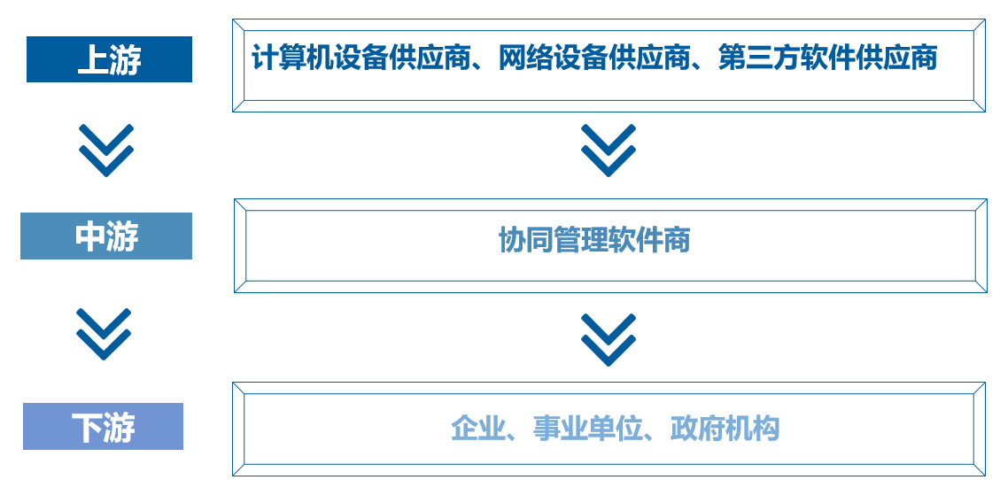 上游
计算机设备供应商、网络设备供应商、第三方软件供应商
中游
协同管理软件商
下游
企业、事业单位、政府机构